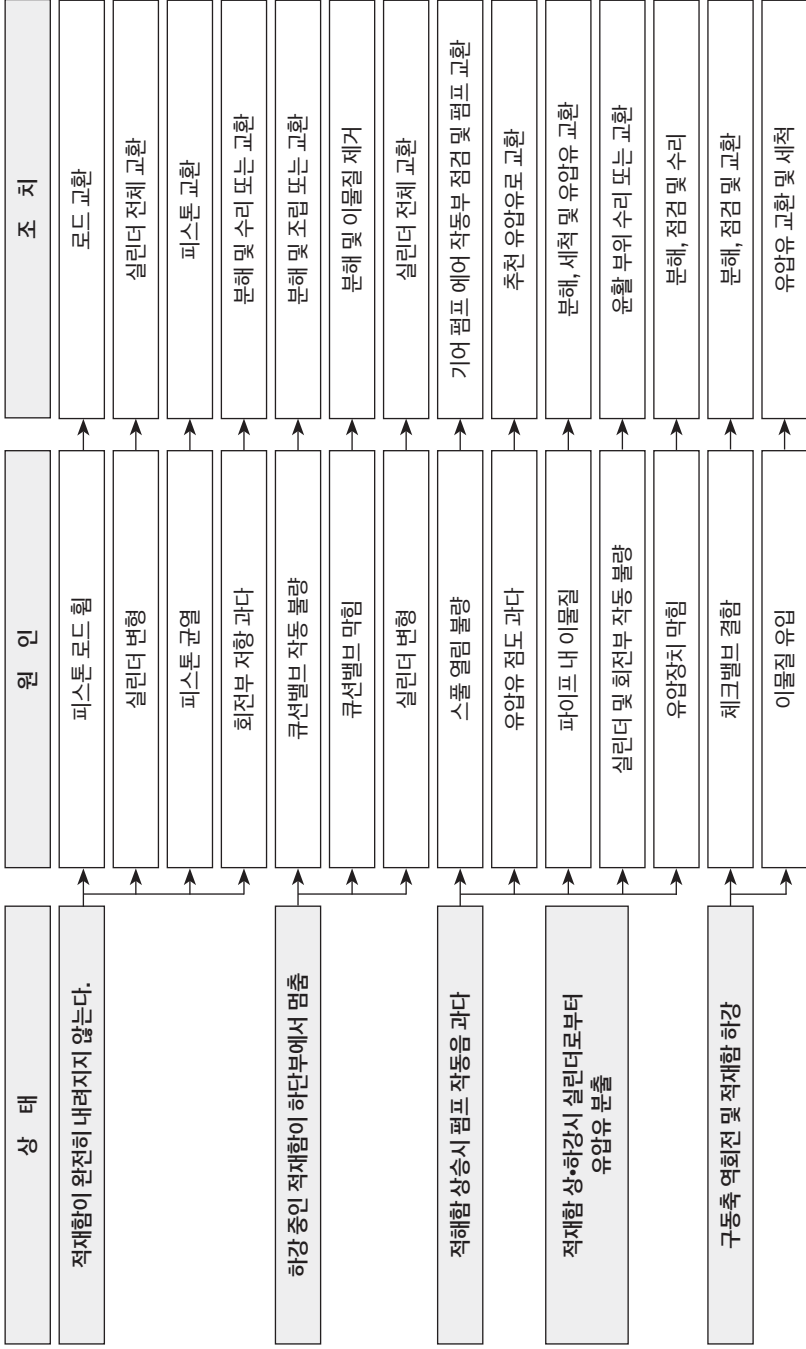 상 태
원 인
조 치
적재함이 완전히 내려지지 않는다.
피스톤 로드 휨
로드 교환
실린더 변형
실린더 전체 교환
피스톤 균열
피스톤 교환
회전부 저항 과다
분해 및 수리 또는 교환
하강 중인 적재함이 하단부에서 멈춤
큐션밸브 작동 불량
분해 및 조립 또는 교환
큐션밸브 막힘
분해 및 이물질 제거
실린더 변형
실린더 전체 교환
적해함 상승시 펌프 작동음 과다
스풀 열림 불량
기어 펌프 에어 작동부 점검 및 펌프 교환
유압유 점도 과다
추천 유압유로 교환
적재함 상•하강시 실린더로부터
유압유 분출
파이프 내 이물질
분해, 세척 및 유압유 교환
실린더 및 회전부 작동 불량
윤활 부위 수리 또는 교환
유압장치 막힘
분해, 점검 및 수리
구동축 역회전 및 적재함 하강
체크밸브 결함
분해, 점검 및 교환
이물질 유입
유압유 교환 및 세척